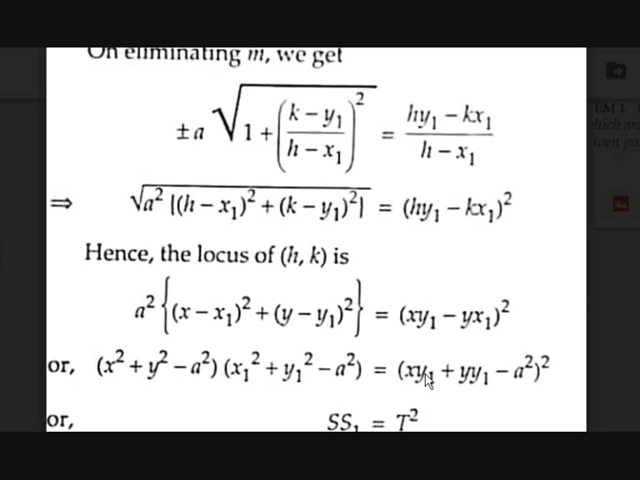 On eliminating m, we get
±a √(1 + ((k − y₁)/(h − x₁))²) = (hy₁ − kx₁)/(h − x₁)
⇒ √a² |(h − x₁)² + (k − y₁)²| = (hy₁ − kx₁)²
Hence, the locus of (h, k) is
a² {(x − x₁)² + (y − y₁)²} = (xy₁ − yx₁)²
or, (x² + y² − a²) (x₁² + y₁² − a²) = (xy₁ + yy₁ − a²)²
or, SS₁ = T²
EM 1